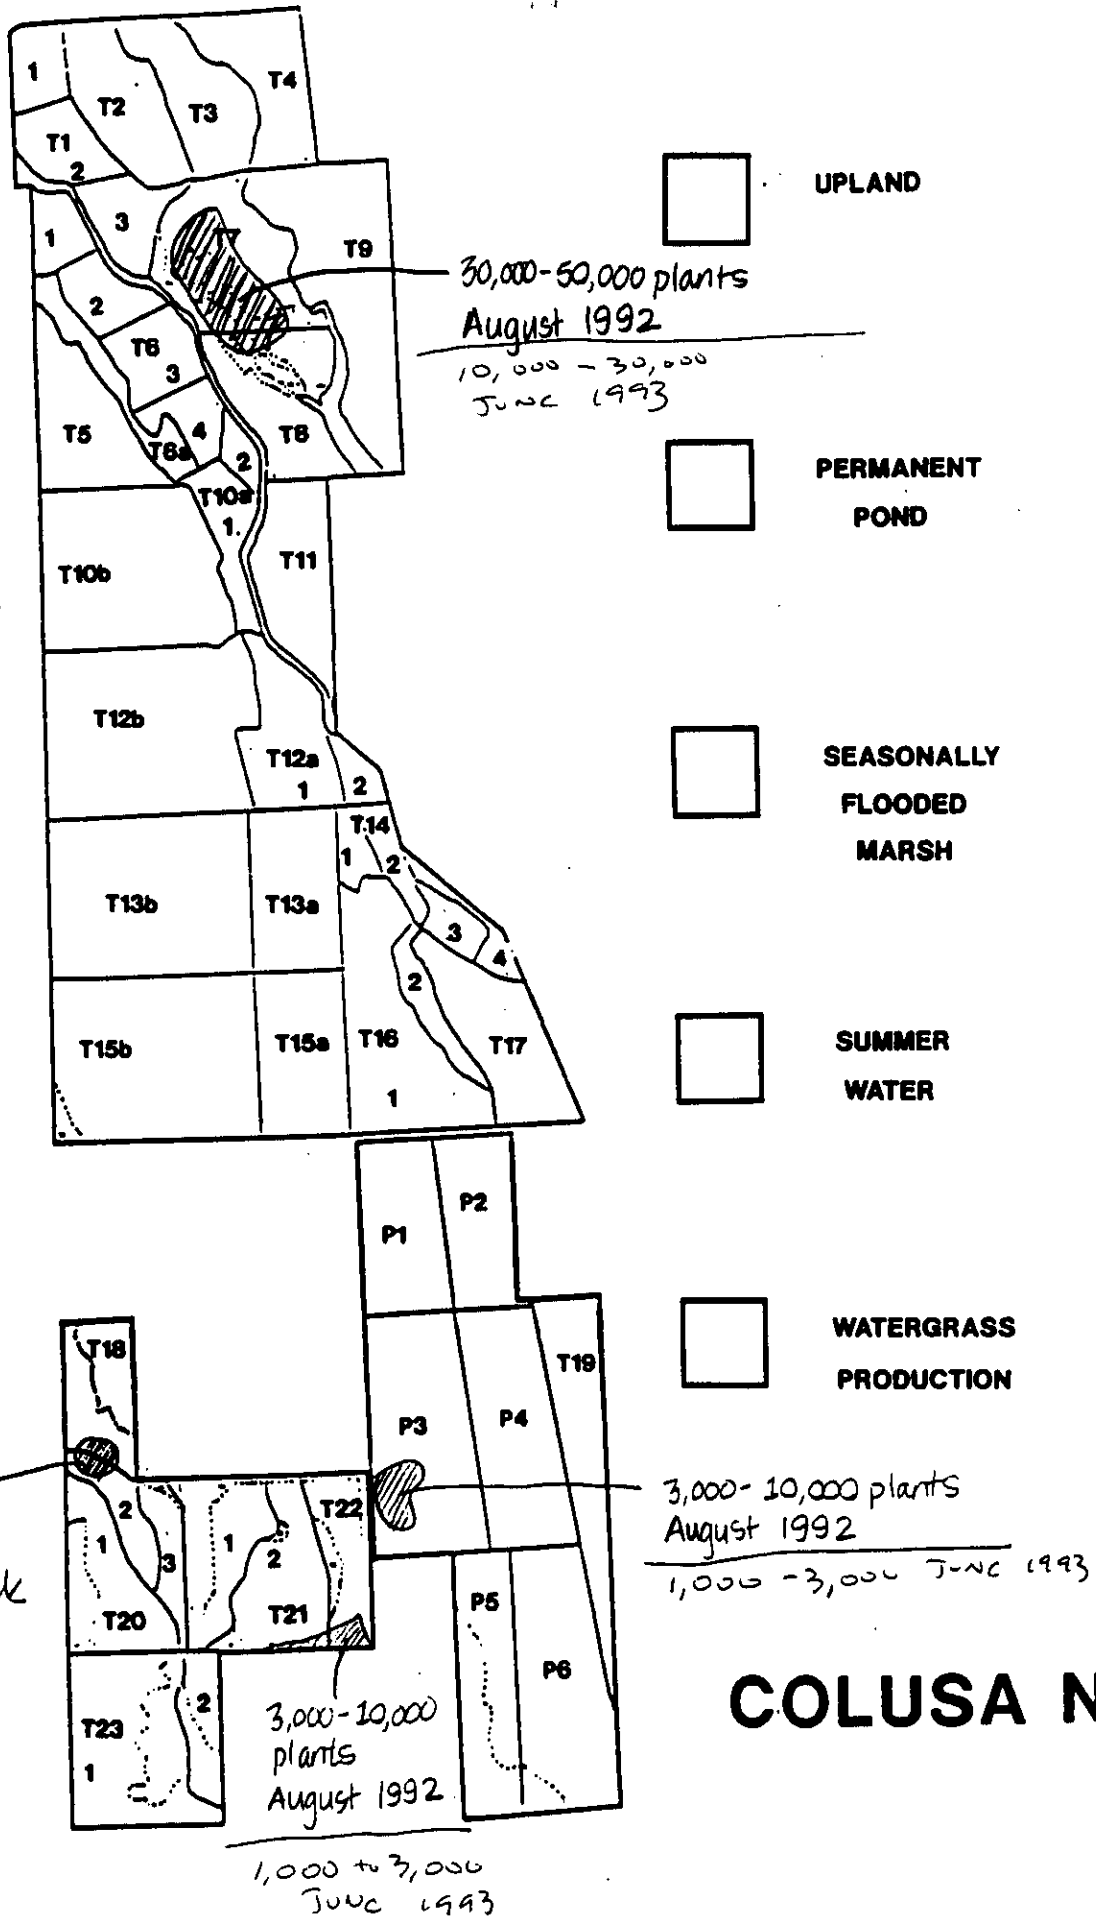 1
T2
T3
T4
T1
2
1
3
T7
T9
2
T6
3
T5
T6a
4
2
T8
T10a
1
T10b
T11
T12b
T12a
1
2
T14
1
2
T13b
T13a
3
4
2
T15b
T15a
T16
T17
1
P1
P2
T18
T19
P3
P4
2
1
3
1
2
T22
T20
T21
P5
P6
T23
1
2
30,000-50,000 plants
August 1992
10,000 - 30,000
JUNE 1993
3,000-10,000 plants
August 1992
1,000 - 3,000 JUNE 1993
3,000-10,000
plants
August 1992
1,000 to 3,000
JUNE 1993
UPLAND
PERMANENT
POND
SEASONALLY
FLOODED
MARSH
SUMMER
WATER
WATERGRASS
PRODUCTION
COLUSA N